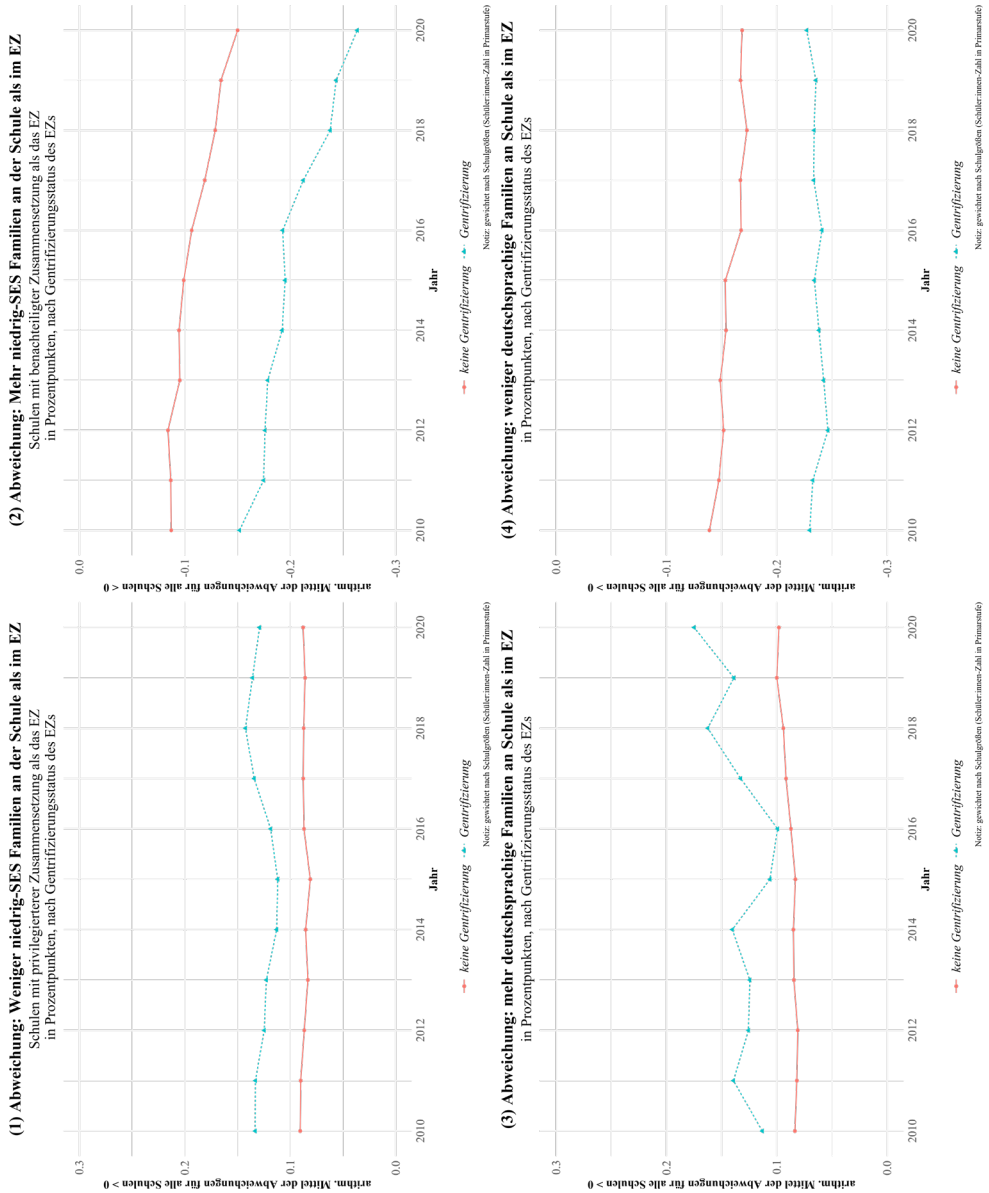 (1) Abweichung: Weniger niedrig-SES Familien an der Schule als im EZ
Schulen mit privilegierterer Zusammensetzung als das EZ
in Prozentpunkten, nach Gentrifizierungsstatus des EZs
arithm. Mittel der Abweichungen für alle Schulen > 0
0.3
0.2
0.1
0.0
2010
2012
2014
2016
2018
2020
Jahr
keine Gentrifizierung
Gentrifizierung
Notiz: gewichtet nach Schulgrößen (Schüler:innen-Zahl in Primarstufe)
(2) Abweichung: Mehr niedrig-SES Familien an der Schule als im EZ
Schulen mit benachteiligter Zusammensetzung als das EZ
in Prozentpunkten, nach Gentrifizierungsstatus des EZs
arithm. Mittel der Abweichungen für alle Schulen > 0
0.0
-0.1
-0.2
-0.3
2010
2012
2014
2016
2018
2020
Jahr
keine Gentrifizierung
Gentrifizierung
Notiz: gewichtet nach Schulgrößen (Schüler:innen-Zahl in Primarstufe)
(3) Abweichung: mehr deutschsprachige Familien an Schule als im EZ
in Prozentpunkten, nach Gentrifizierungsstatus des EZs
arithm. Mittel der Abweichungen für alle Schulen > 0
0.3
0.2
0.1
0.0
2010
2012
2014
2016
2018
2020
Jahr
keine Gentrifizierung
Gentrifizierung
Notiz: gewichtet nach Schulgrößen (Schüler:innen-Zahl in Primarstufe)
(4) Abweichung: weniger deutschsprachige Familien an Schule als im EZ
in Prozentpunkten, nach Gentrifizierungsstatus des EZs
arithm. Mittel der Abweichungen für alle Schulen > 0
0.0
-0.1
-0.2
-0.3
2010
2012
2014
2016
2018
2020
Jahr
keine Gentrifizierung
Gentrifizierung
Notiz: gewichtet nach Schulgrößen (Schüler:innen-Zahl in Primarstufe)